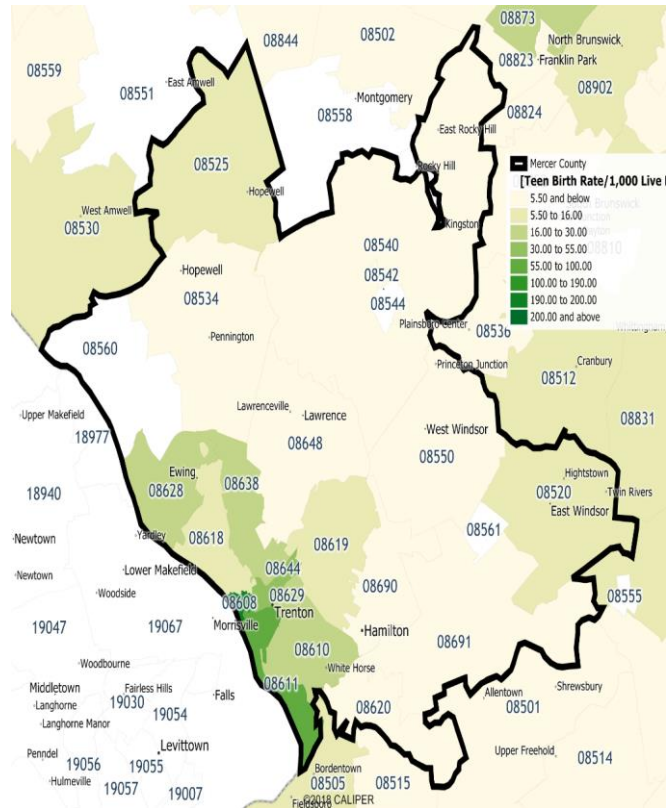 08873
North Brunswick
08844
08502
08823
Franklin Park
08559
08551
East Amwell
08902
08558
Montgomery
08824
East Rocky Hill
08525
Rocky Hill
Mercer County
[Teen Birth Rate/1,000 Live
5.50 and below
5.50 to 16.00
16.00 to 30.00
30.00 to 55.00
55.00 to 100.00
100.00 to 190.00
190.00 to 200.00
200.00 and above
Brunswick
08810
Hopewell
West Amwell
08530
Kingston
08540
Hopewell
08542
08534
08544
Plainsboro Center
08536
Pennington
08560
Princeton Junction
Cranbury
08512
Upper Makefield
Lawrenceville
Lawrence
08831
18977
08648
West Windsor
08550
Ewing
08638
Hightstown
18940
08628
08520
Twin Rivers
East Windsor
Newtown
Yardley
08618
08619
08561
Lower Makefield
08644
Newtown
08690
08555
Woodside
08608
08629
Trenton
19047
19067
Morrisville
Hamilton
08691
08610
Woodbourne
White Horse
08611
Middletown
Fairless Hills
Falls
Shrewsbury
Langhorne
19030
19054
08620
Allentown
08501
Langhorne Manor
Levittown
Upper Freehold
08514
Penndel
19056
19055
Bordentown
Hulmeville
19057
19007
08505
08515
©2018 CALIPER
Fieldsboro